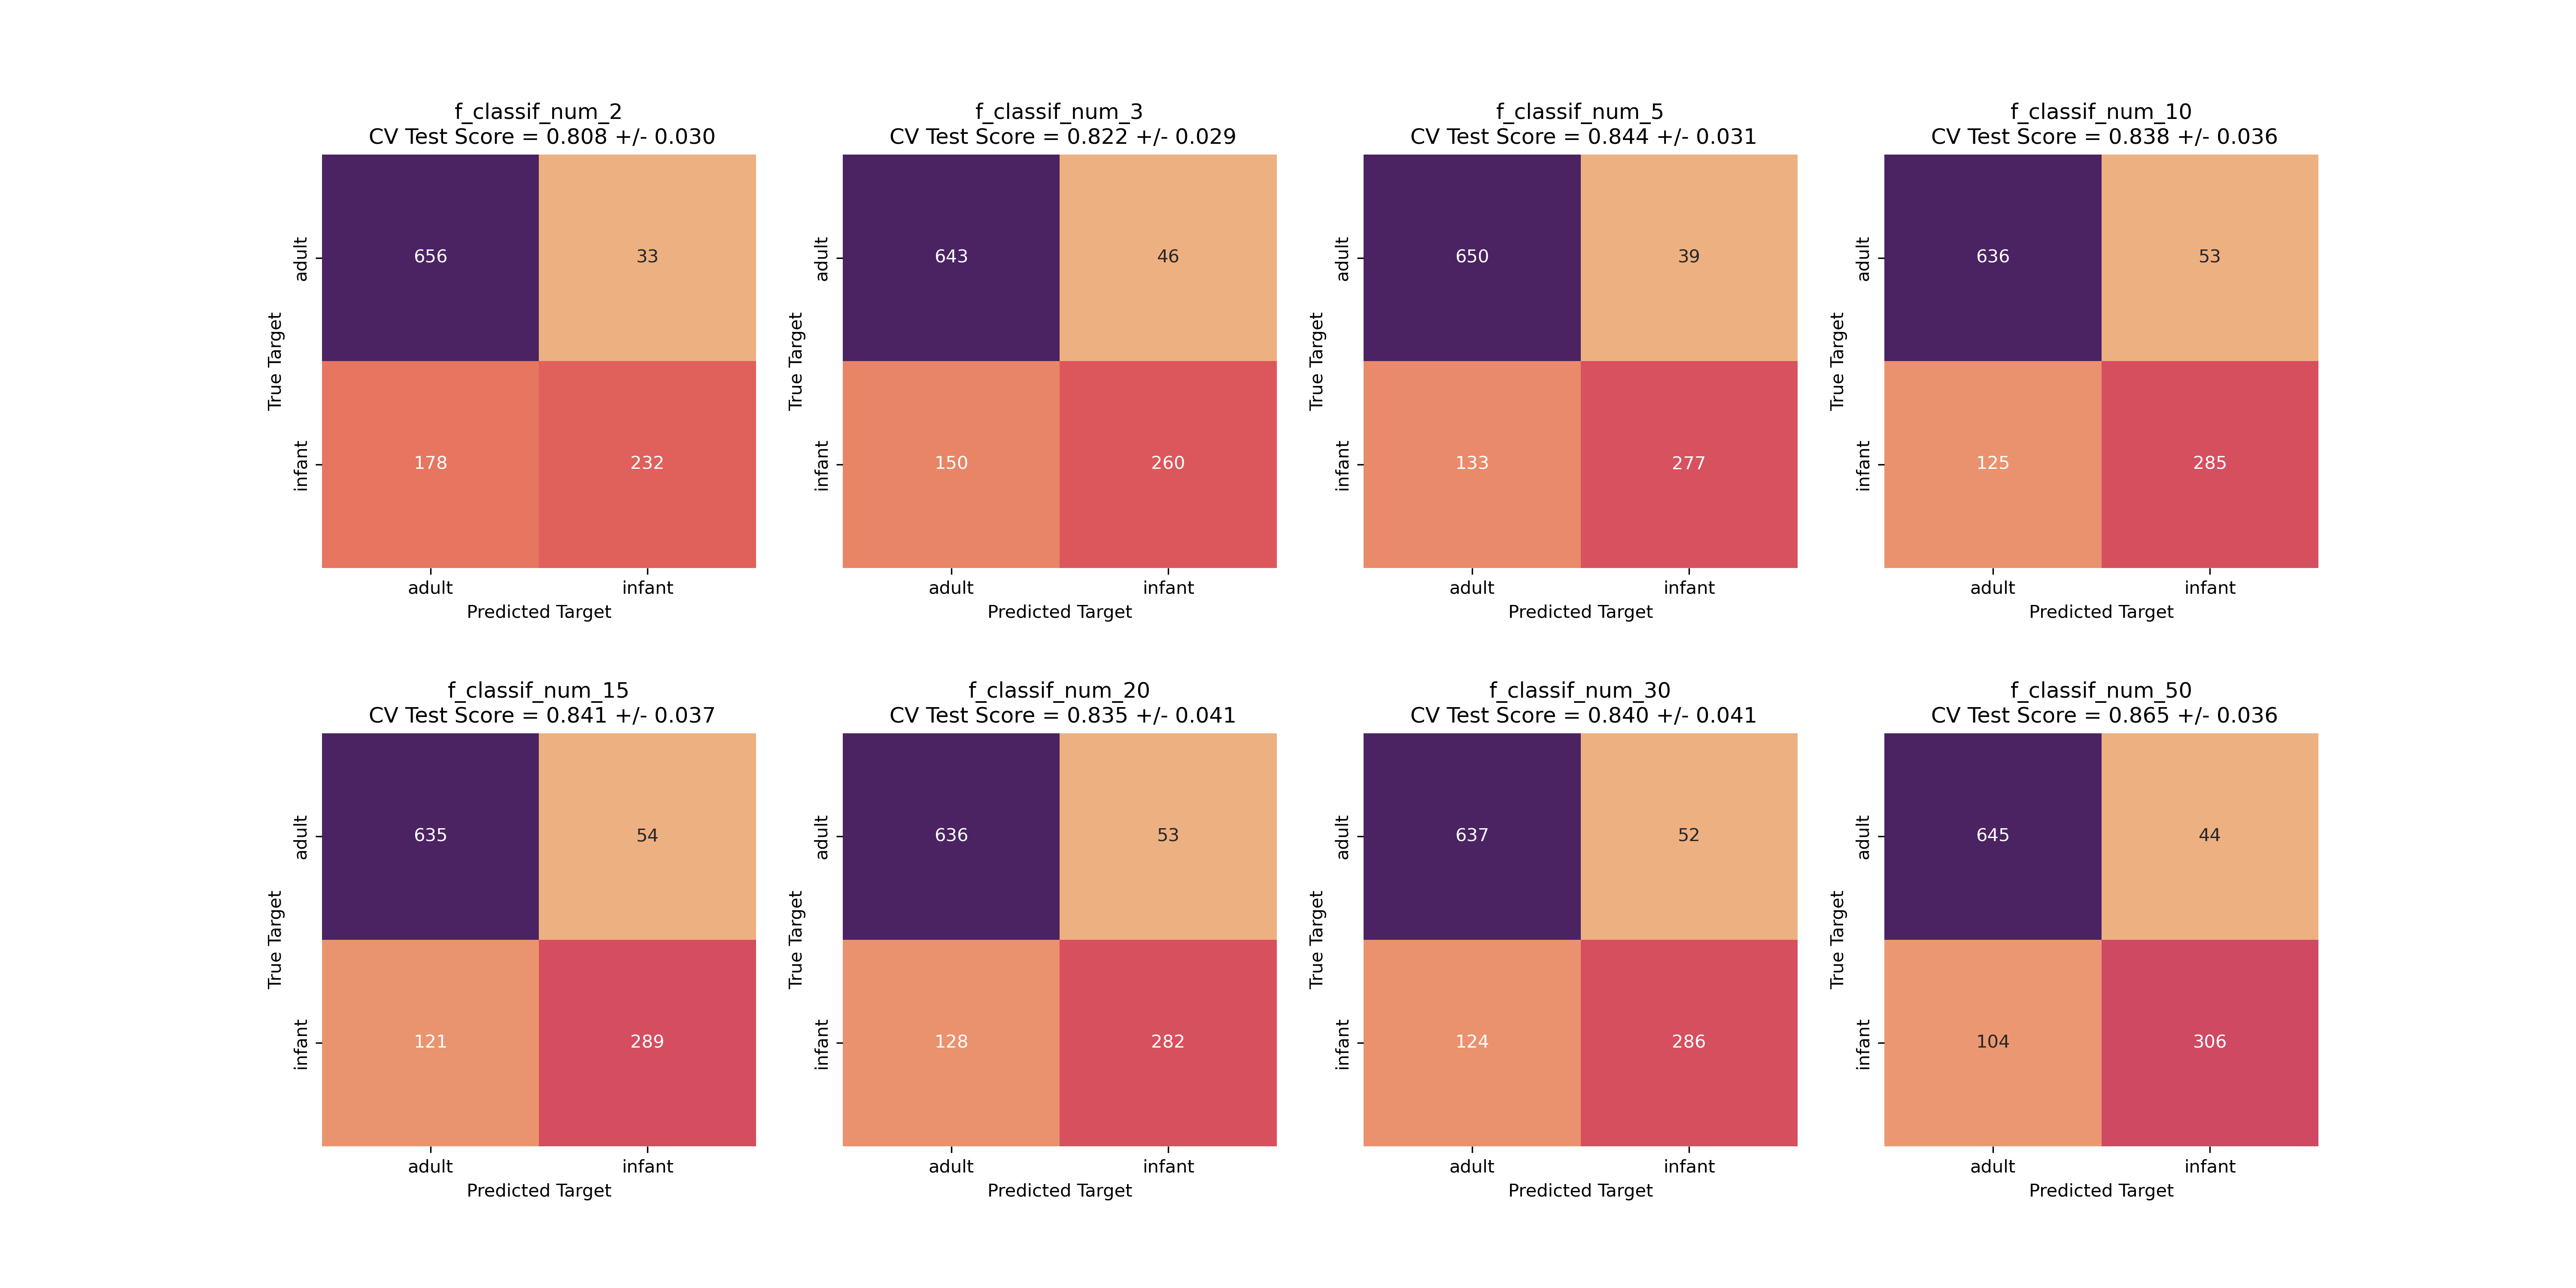 f_classif_num_2
CV Test Score = 0.808 +/- 0.030
True Target
adult
infant
656
33
178
232
adult
infant
Predicted Target
f_classif_num_3
CV Test Score = 0.822 +/- 0.029
True Target
adult
infant
643
46
150
260
adult
infant
Predicted Target
f_classif_num_5
CV Test Score = 0.844 +/- 0.031
True Target
adult
infant
650
39
133
277
adult
infant
Predicted Target
f_classif_num_10
CV Test Score = 0.838 +/- 0.036
True Target
adult
infant
636
53
125
285
adult
infant
Predicted Target
f_classif_num_15
CV Test Score = 0.841 +/- 0.037
True Target
adult
infant
635
54
121
289
adult
infant
Predicted Target
f_classif_num_20
CV Test Score = 0.835 +/- 0.041
True Target
adult
infant
636
53
128
282
adult
infant
Predicted Target
f_classif_num_30
CV Test Score = 0.840 +/- 0.041
True Target
adult
infant
637
52
124
286
adult
infant
Predicted Target
f_classif_num_50
CV Test Score = 0.865 +/- 0.036
True Target
adult
infant
645
44
104
306
adult
infant
Predicted Target